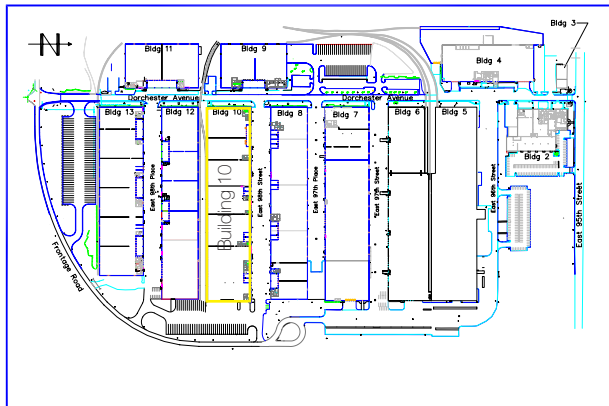 Bldg 3
N
Bldg 11
Bldg 9
Bldg 4
Dorchester Avenue
Dorchester Avenue
Bldg 13
Bldg 12
Bldg 10
Bldg 8
Bldg 7
Bldg 6
Bldg 5
Bldg 2
East 98th Place
East 98th Street
East 97th Place
East 97th Street
East 96th Street
East 95th Street
Building 10
Frontage Road